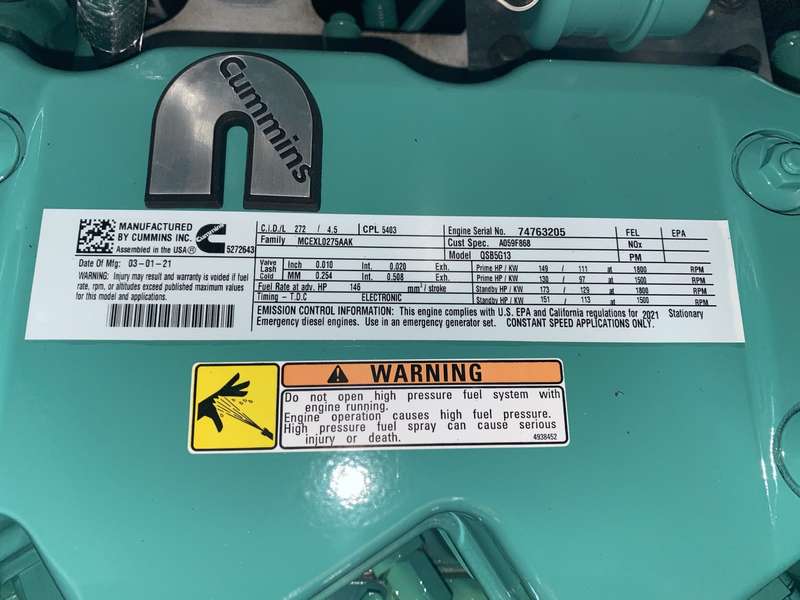 Cummins
MANUFACTURED
BY CUMMINS INC.
Assembled in the USA®
Cummins
5272643
Date Of Mfg: 03-01-21
WARNING: Injury may result and warranty is voided if fuel
rate, rpm, or altitudes exceed published maximum values
for this model and applications.
C.I.D./L 272 / 4.5 CPL 5403
Family MCEXL0275AAK
Valve Lash Cold Inch 0.010 Int. 0.020 Exh.
MM 0.254 Int. 0.508 Exh.
Fuel Rate at adv. HP 146 mm³/stroke
Timing - T.D.C ELECTRONIC
Engine Serial No. 74763205
Cust Spec. A059F868
Model QSB5G13
Prime HP / KW 149 / 111 at 1800 RPM
Prime HP / KW 130 / 97 at 1500 RPM
Standby HP / KW 173 / 129 at 1800 RPM
Standby HP / KW 151 / 113 at 1500 RPM
FEL EPA
NOx
PM
EMISSION CONTROL INFORMATION: This engine complies with U.S. EPA and California regulations for 2021 Stationary
Emergency diesel engines. Use in an emergency generator set. CONSTANT SPEED APPLICATIONS ONLY.
WARNING
Do not open high pressure fuel system with
engine running.
Engine operation causes high fuel pressure.
High pressure fuel spray can cause serious
injury or death.
4938452